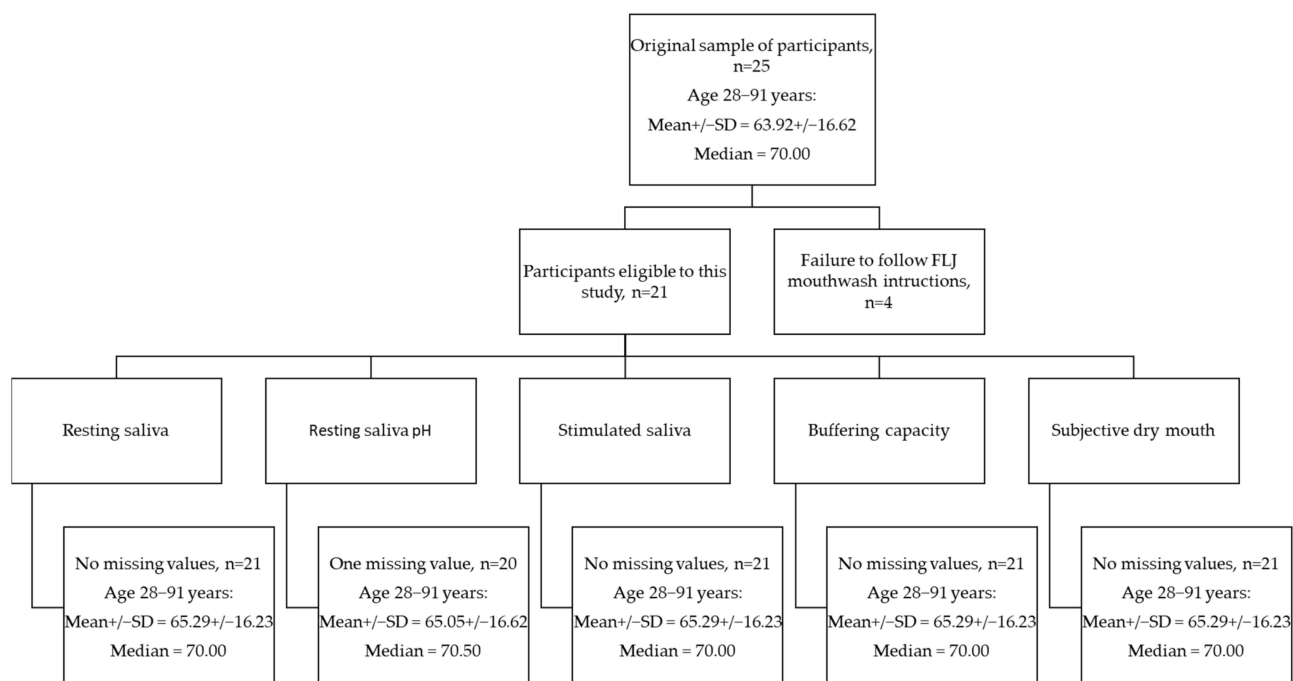 Original sample of participants,
n=25
Age 28–91 years:
Mean+/–SD = 63.92+/–16.62
Median = 70.00
Participants eligible to this
study, n=21
Failure to follow FLJ
mouthwash intructions,
n=4
Resting saliva
Resting saliva pH
Stimulated saliva
Buffering capacity
Subjective dry mouth
No missing values, n=21
Age 28–91 years:
Mean+/–SD = 65.29+/–16.23
Median = 70.00
One missing value, n=20
Age 28–91 years:
Mean+/–SD = 65.05+/–16.62
Median = 70.50
No missing values, n=21
Age 28–91 years:
Mean+/–SD = 65.29+/–16.23
Median = 70.00
No missing values, n=21
Age 28–91 years:
Mean+/–SD = 65.29+/–16.23
Median = 70.00
No missing values, n=21
Age 28–91 years:
Mean+/–SD = 65.29+/–16.23
Median = 70.00